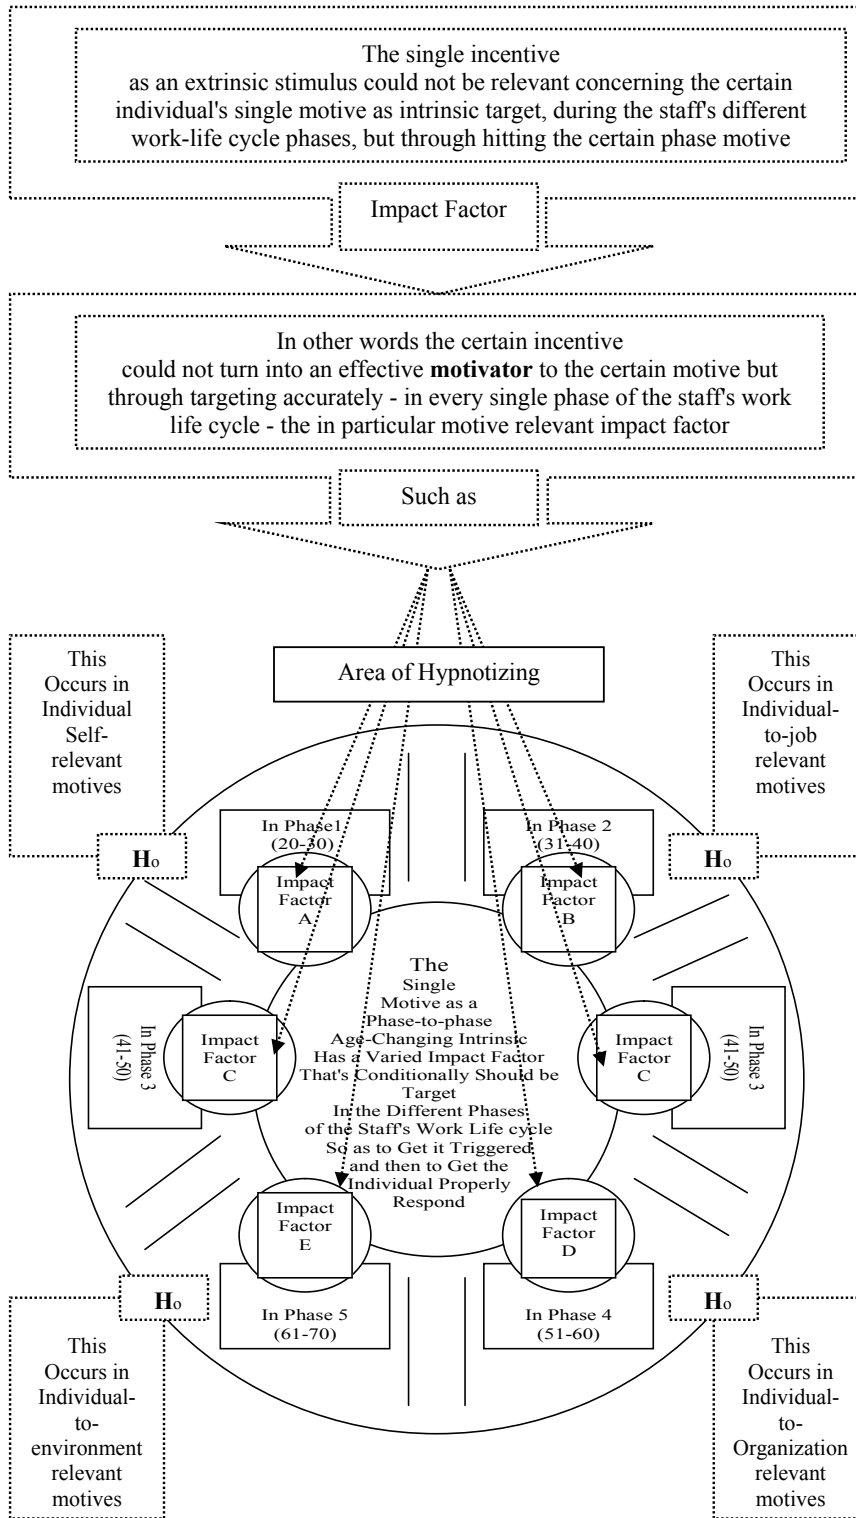 The single incentive
as an extrinsic stimulus could not be relevant concerning the certain
individual's single motive as intrinsic target, during the staff's different
work-life cycle phases, but through hitting the certain phase motive
Impact Factor
In other words the certain incentive
could not turn into an effective motivator to the certain motive but
through targeting accurately - in every single phase of the staff's work
life cycle - the in particular motive relevant impact factor
Such as
Area of Hypnotizing
This
Occurs in
Individual
Self-
relevant
motives
This
Occurs in
Individual-
to-job
relevant
motives
Ho
Ho
In Phase1
(20-30)
Impact
Factor
A
In Phase 2
(31-40)
Impact
Factor
B
In Phase 3
(41-50)
Impact
Factor
C
The
Single
Motive as a
Phase-to-phase
Age-Changing Intrinsic
Has a Varied Impact Factor
That's Conditionally Should be
Target
In the Different Phases
of the Staff's Work Life cycle
So as to Get it Triggered
and then to Get the
Individual Properly
Respond
Impact
Factor
C
In Phase 3
(41-50)
Impact
Factor
E
In Phase 5
(61-70)
Impact
Factor
D
In Phase 4
(51-60)
Ho
Ho
This
Occurs in
Individual-
to-
environment
relevant
motives
This
Occurs in
Individual-
to-
Organization
relevant
motives